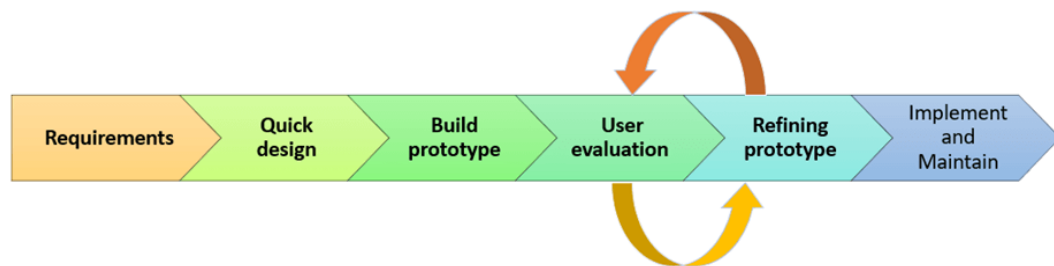 Requirements
Quick
design
Build
prototype
User
evaluation
Refining
prototype
Implement
and
Maintain